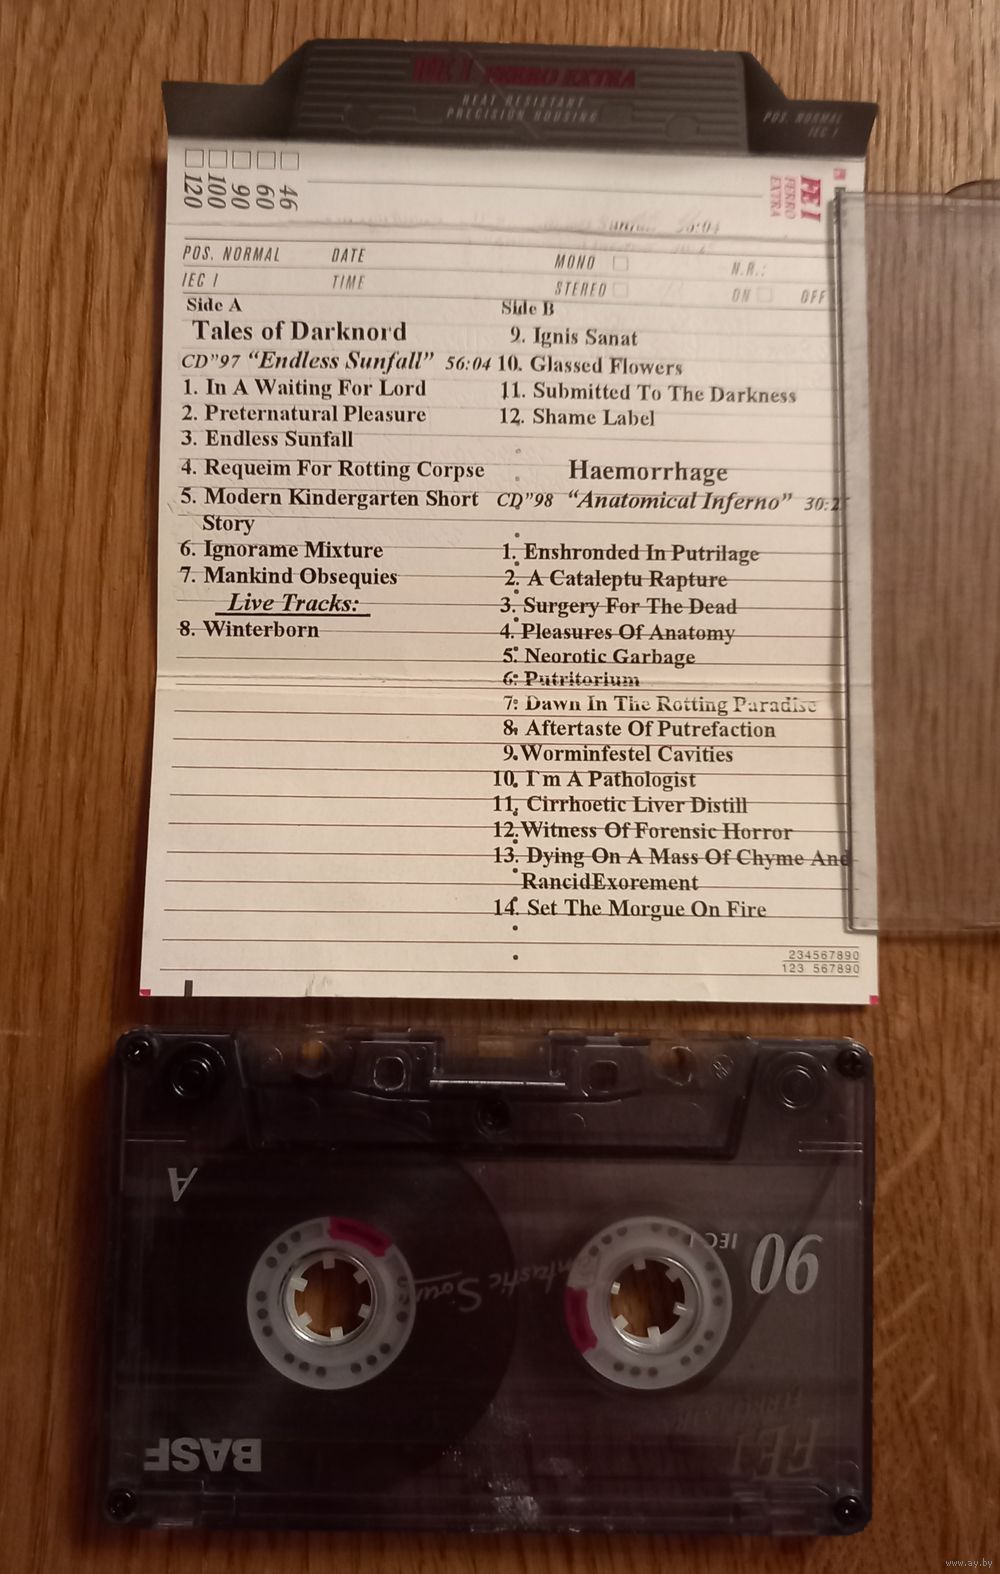 FE I FERRO EXTRA
HEAT RESISTANT
PRECISION HOUSING
POS. NORMAL
IEC I
46
60
90
100
120
FE I
FERRO
EXTRA
POS. NORMAL DATE MONO N.R.:
IEC I TIME STEREO ON OFF
Side A
Tales of Darknord
CD"97 “Endless Sunfall” 56:04
1. In A Waiting For Lord
2. Preternatural Pleasure
3. Endless Sunfall
4. Requeim For Rotting Corpse
5. Modern Kindergarten Short
Story
6. Ignorame Mixture
7. Mankind Obsequies
Live Tracks:
8. Winterborn
Side B
9. Ignis Sanat
10. Glassed Flowers
11. Submitted To The Darkness
12. Shame Label
Haemorrhage
CD"98 “Anatomical Inferno” 30:2
1. Enshronded In Putrilage
2. A Cataleptu Rapture
3. Surgery For The Dead
4. Pleasures Of Anatomy
5. Neorotic Garbage
6. Putritorium
7. Dawn In The Rotting Paradise
8. Aftertaste Of Putrefaction
9. Worminfestel Cavities
10. I`m A Pathologist
11. Cirrhoetic Liver Distill
12. Witness Of Forensic Horror
13. Dying On A Mass Of Chyme And
RancidExorement
14. Set The Morgue On Fire
234567890
123 567890
A
IEC I
90
Fantastic Sound
FE I
FERRO EXTRA
BASF
www.ay.by